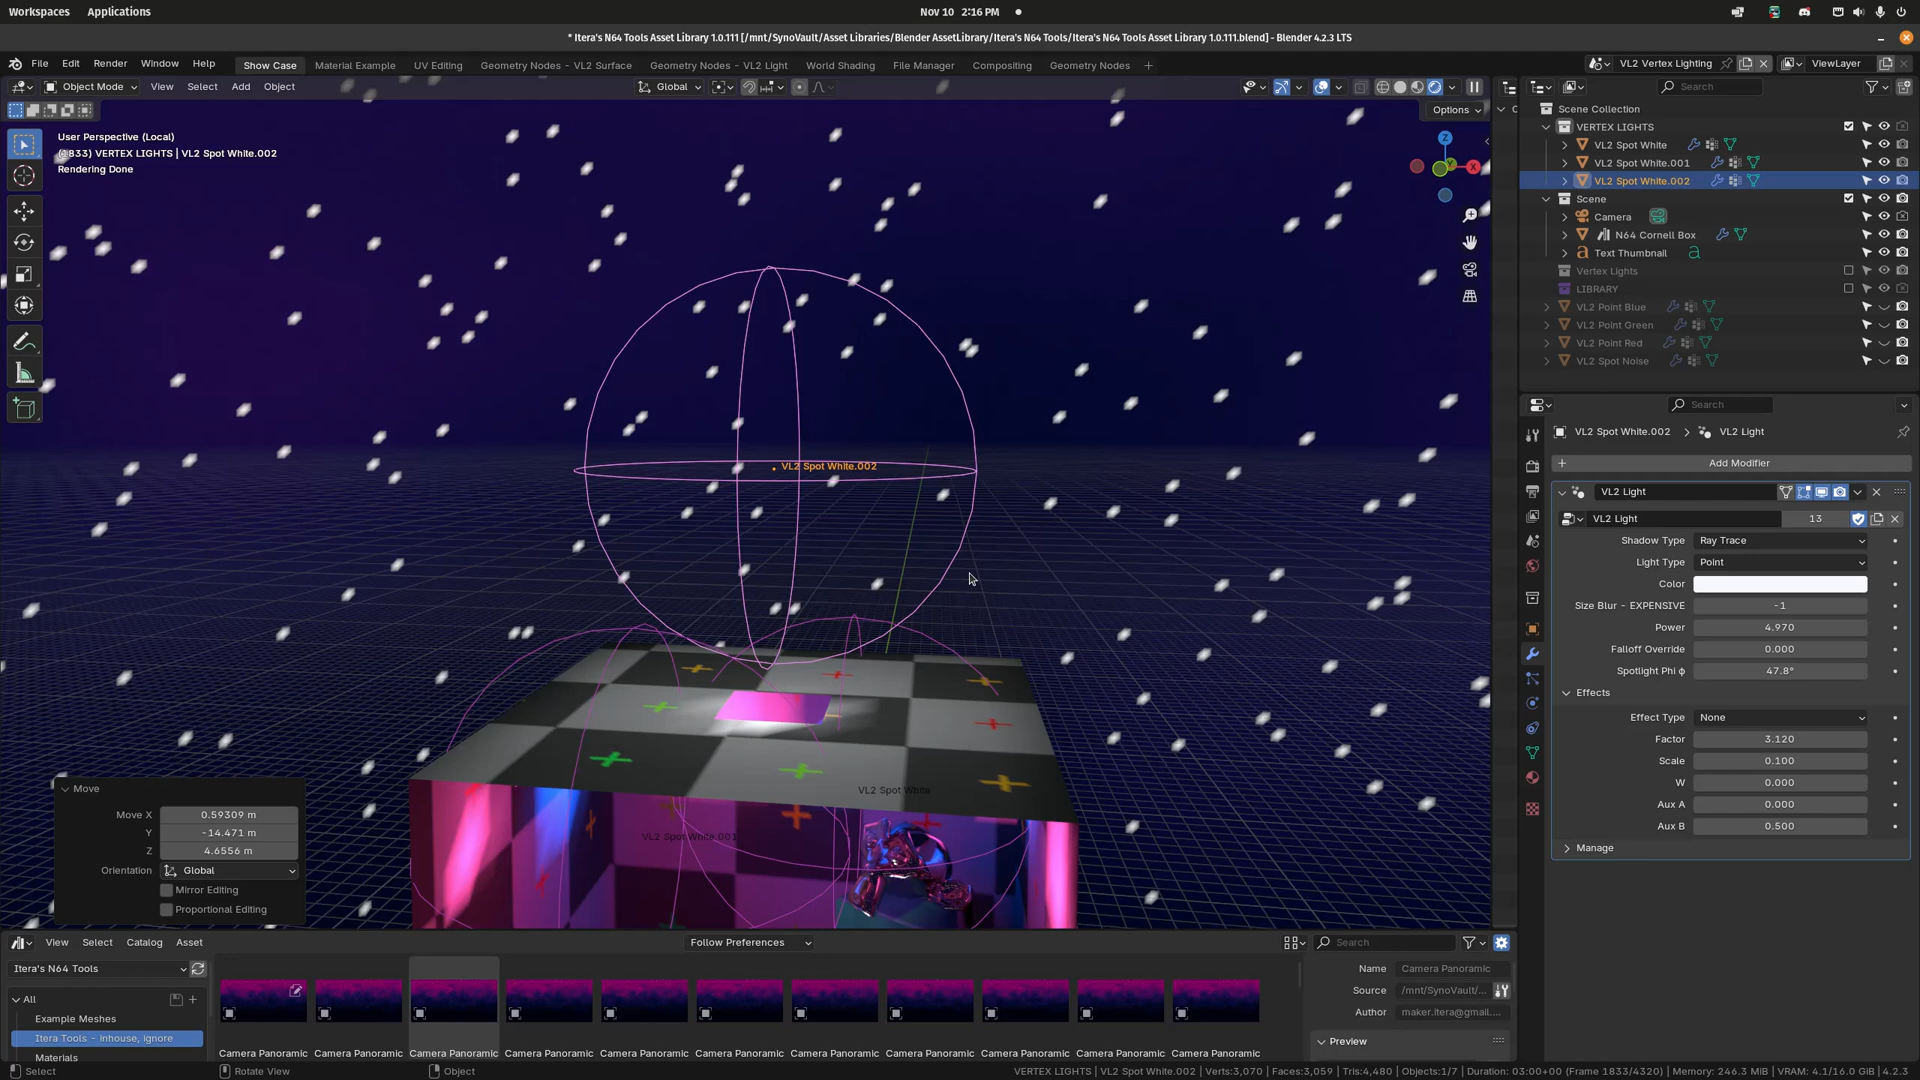 Workspaces Applications
Nov 10 2:16 PM
* Itera's N64 Tools Asset Library 1.0.111 [/mnt/SynoVault/Asset Libraries/Blender AssetLibrary/Itera's N64 Tools/Itera's N64 Tools Asset Library 1.0.111.blend] - Blender 4.2.3 LTS
File Edit Render Window Help
Show Case Material Example UV Editing Geometry Nodes - VL2 Surface Geometry Nodes - VL2 Light World Shading File Manager Compositing Geometry Nodes
VL2 Vertex Lighting ViewLayer
Object Mode View Select Add Object
Global
Search
Options
User Perspective (Local)
(1833) VERTEX LIGHTS | VL2 Spot White.002
Rendering Done
Z
X
Y
VL2 Spot White.002
VL2 Spot White
VL2 Spot White.001
Move
Move X 0.59309 m
Y -14.471 m
Z 4.6556 m
Orientation Global
Mirror Editing
Proportional Editing
Scene Collection
VERTEX LIGHTS
VL2 Spot White
VL2 Spot White.001
VL2 Spot White.002
Scene
Camera
N64 Cornell Box
Text Thumbnail
Vertex Lights
LIBRARY
VL2 Point Blue
VL2 Point Green
VL2 Point Red
VL2 Spot Noise
Search
VL2 Spot White.002 VL2 Light
Add Modifier
VL2 Light
VL2 Light 13
Shadow Type Ray Trace
Light Type Point
Color
Size Blur - EXPENSIVE -1
Power 4.970
Falloff Override 0.000
Spotlight Phi ϕ 47.8°
Effects
Effect Type None
Factor 3.120
Scale 0.100
W 0.000
Aux A 0.000
Aux B 0.500
Manage
View Select Catalog Asset
Follow Preferences
Search
Itera's N64 Tools
All
Example Meshes
Itera Tools - inhouse, ignore
Materials
Camera Panoramic Camera Panoramic Camera Panoramic Camera Panoramic Camera Panoramic Camera Panoramic Camera Panoramic Camera Panoramic Camera Panoramic Camera Panoramic Camera Panoramic
Name Camera Panoramic
Source /mnt/SynoVault/...
Author maker.itera@gmail....
Preview
Select Rotate View Object
VERTEX LIGHTS | VL2 Spot White.002 | Verts:3,070 | Faces:3,059 | Tris:4,480 | Objects:1/7 | Duration: 03:00+00 (Frame 1833/4320) | Memory: 246.3 MiB | VRAM: 4.1/16.0 GiB | 4.2.3